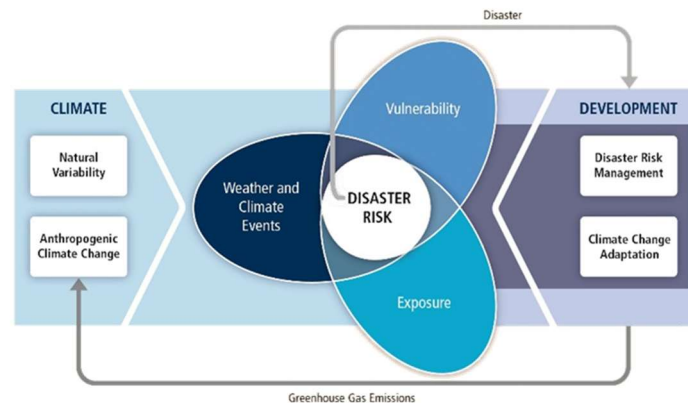 Disaster
CLIMATE
DEVELOPMENT
Vulnerability
Natural
Variability
Disaster Risk
Management
Weather and
Climate
Events
DISASTER
RISK
Anthropogenic
Climate Change
Climate Change
Adaptation
Exposure
Greenhouse Gas Emissions